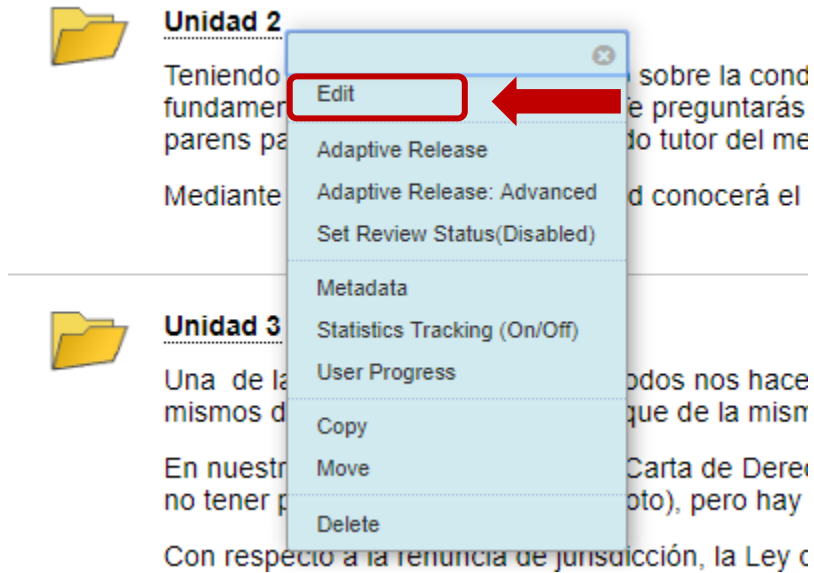 Unidad 2
Teniendo sobre la cond
fundamer e preguntarás
parens pa do tutor del me
Mediante d conocerá el
Edit
Adaptive Release
Adaptive Release: Advanced
Set Review Status(Disabled)
Metadata
Statistics Tracking (On/Off)
User Progress
Copy
Move
Delete
Unidad 3
Una de la odos nos hace
mismos d que de la mism
En nuestr Carta de Derec
no tener p oto), pero hay
Con respecto a la renuncia de jurisdicción, la Ley d